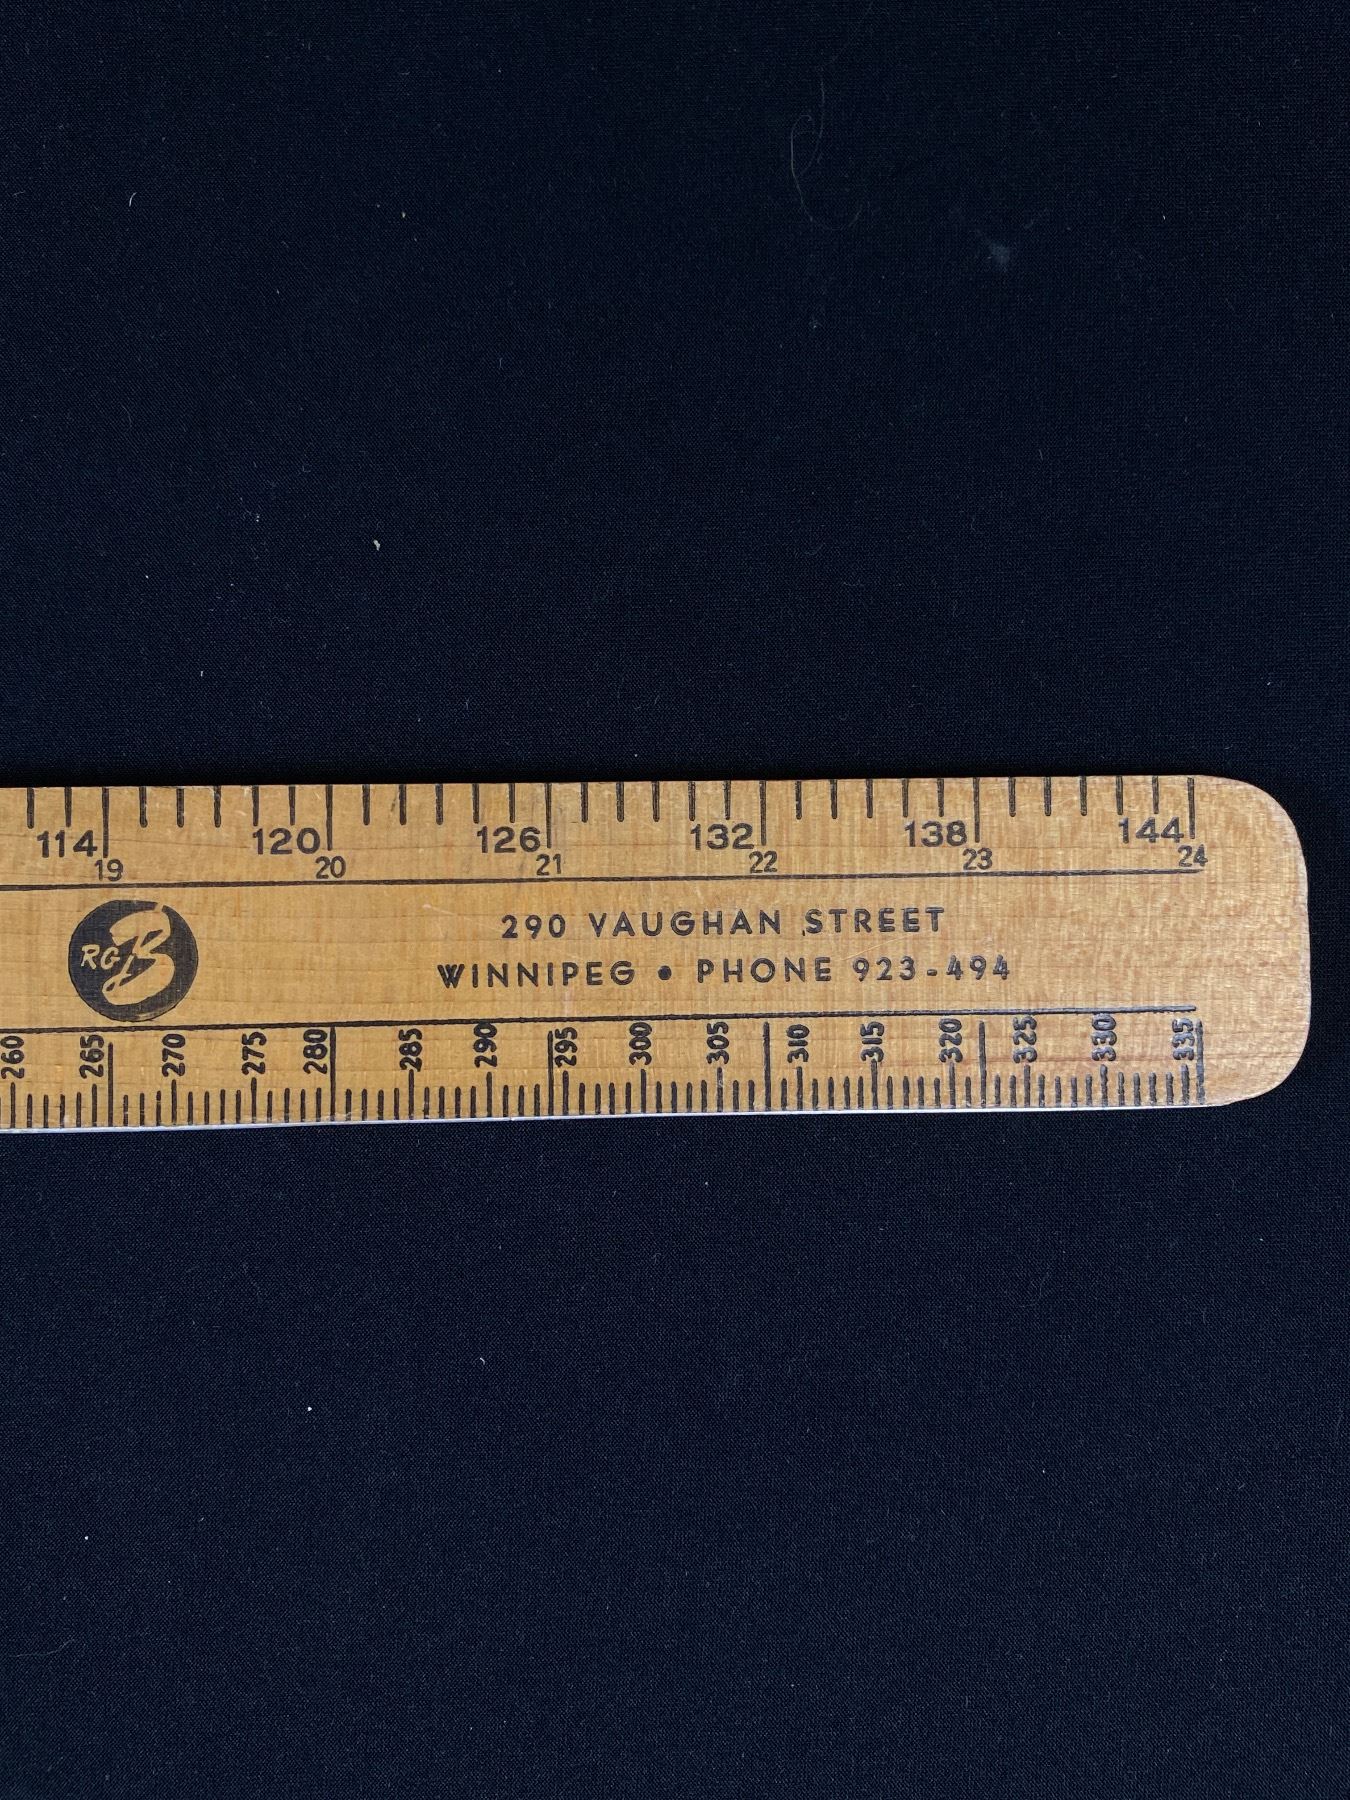 114 120 126 132 138 144
19 20 21 22 23 24
RGB
290 VAUGHAN STREET
WINNIPEG • PHONE 923-494
260 265 270 275 280 285 290 295 300 305 310 315 320 325 330 335